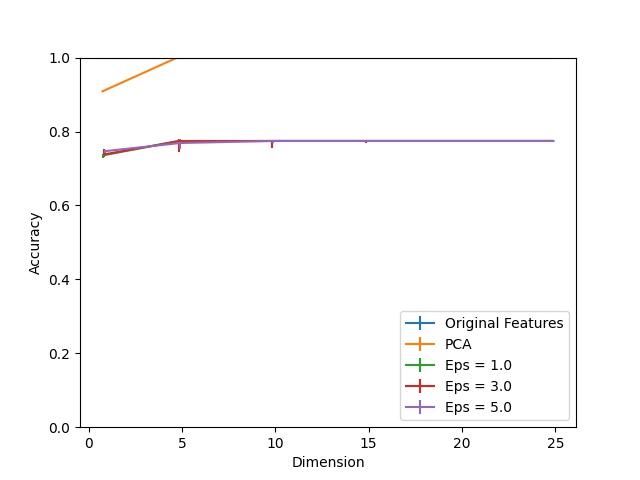 1.0
0.8
0.6
0.4
0.2
0.0
Accuracy
0 5 10 15 20 25
Dimension
Original Features
PCA
Eps = 1.0
Eps = 3.0
Eps = 5.0